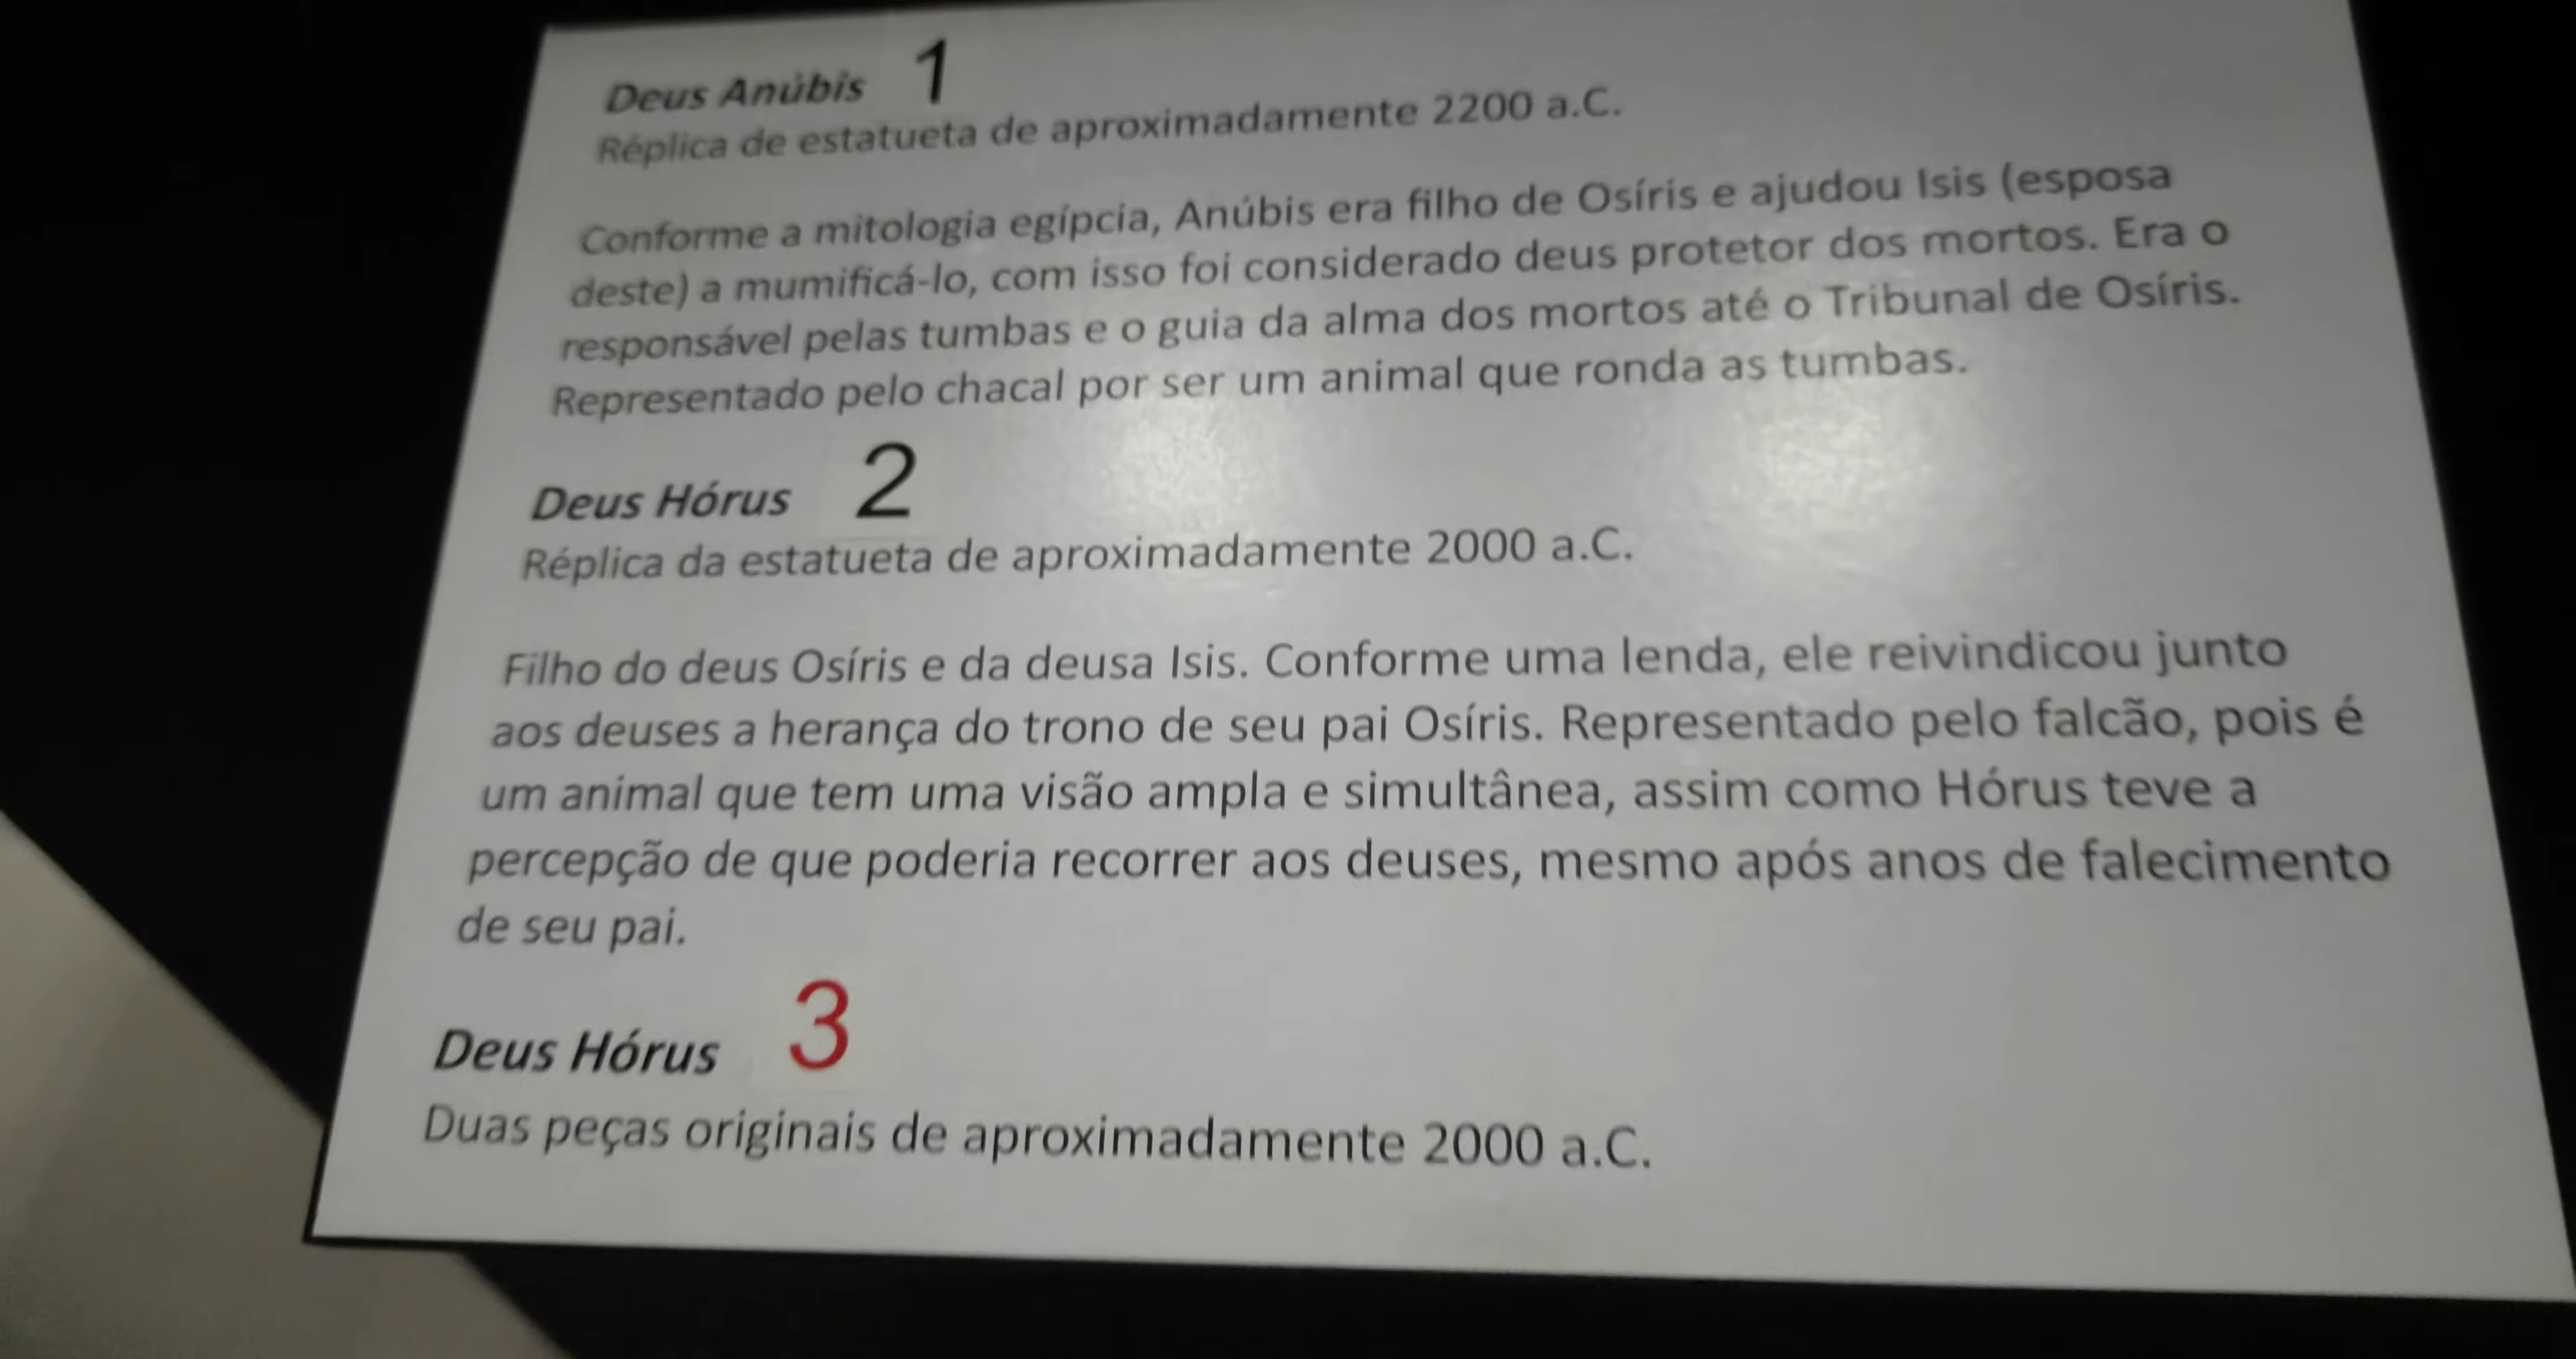 Deus Anúbis 1
Réplica de estatueta de aproximadamente 2200 a.C.
Conforme a mitologia egípcia, Anúbis era filho de Osíris e ajudou Isis (esposa
deste) a mumificá-lo, com isso foi considerado deus protetor dos mortos. Era o
responsável pelas tumbas e o guia da alma dos mortos até o Tribunal de Osíris.
Representado pelo chacal por ser um animal que ronda as tumbas.
Deus Hórus 2
Réplica da estatueta de aproximadamente 2000 a.C.
Filho do deus Osíris e da deusa Isis. Conforme uma lenda, ele reivindicou junto
aos deuses a herança do trono de seu pai Osíris. Representado pelo falcão, pois é
um animal que tem uma visão ampla e simultânea, assim como Hórus teve a
percepção de que poderia recorrer aos deuses, mesmo após anos de falecimento
de seu pai.
Deus Hórus 3
Duas peças originais de aproximadamente 2000 a.C.